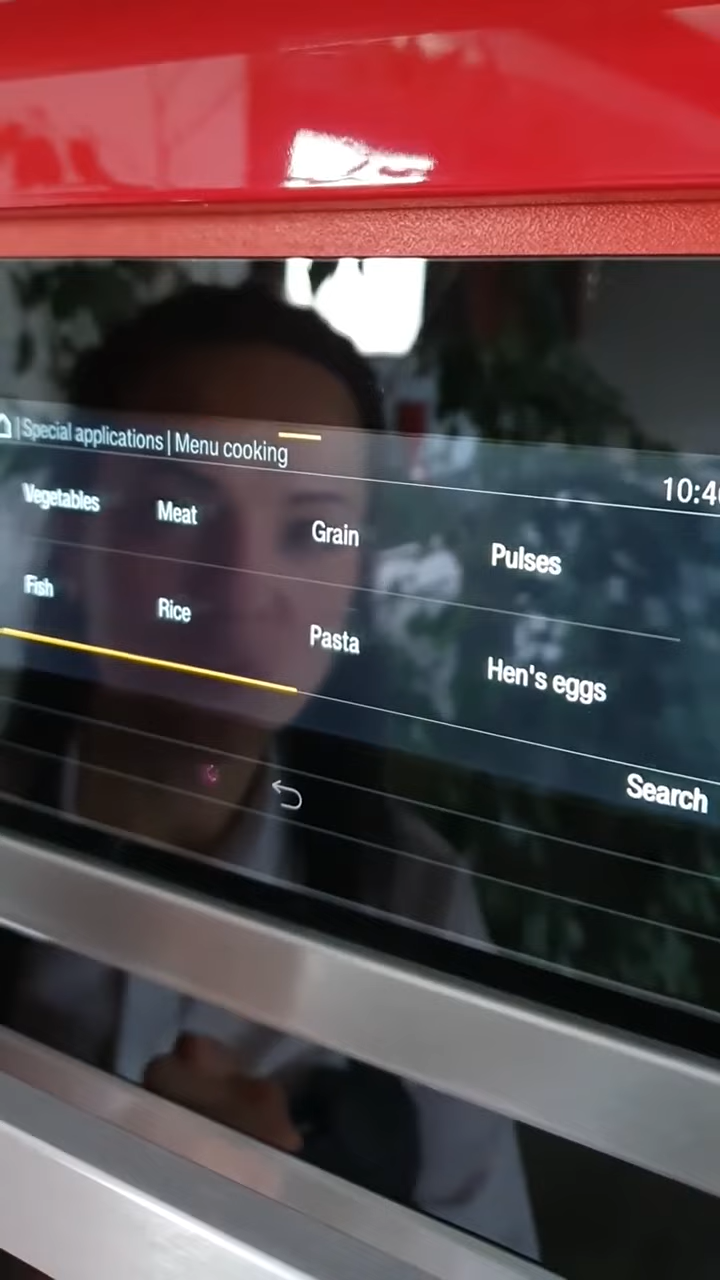 | Special applications | Menu cooking
Vegetables Meat Grain Pulses
Fish Rice Pasta Hen's eggs
Search